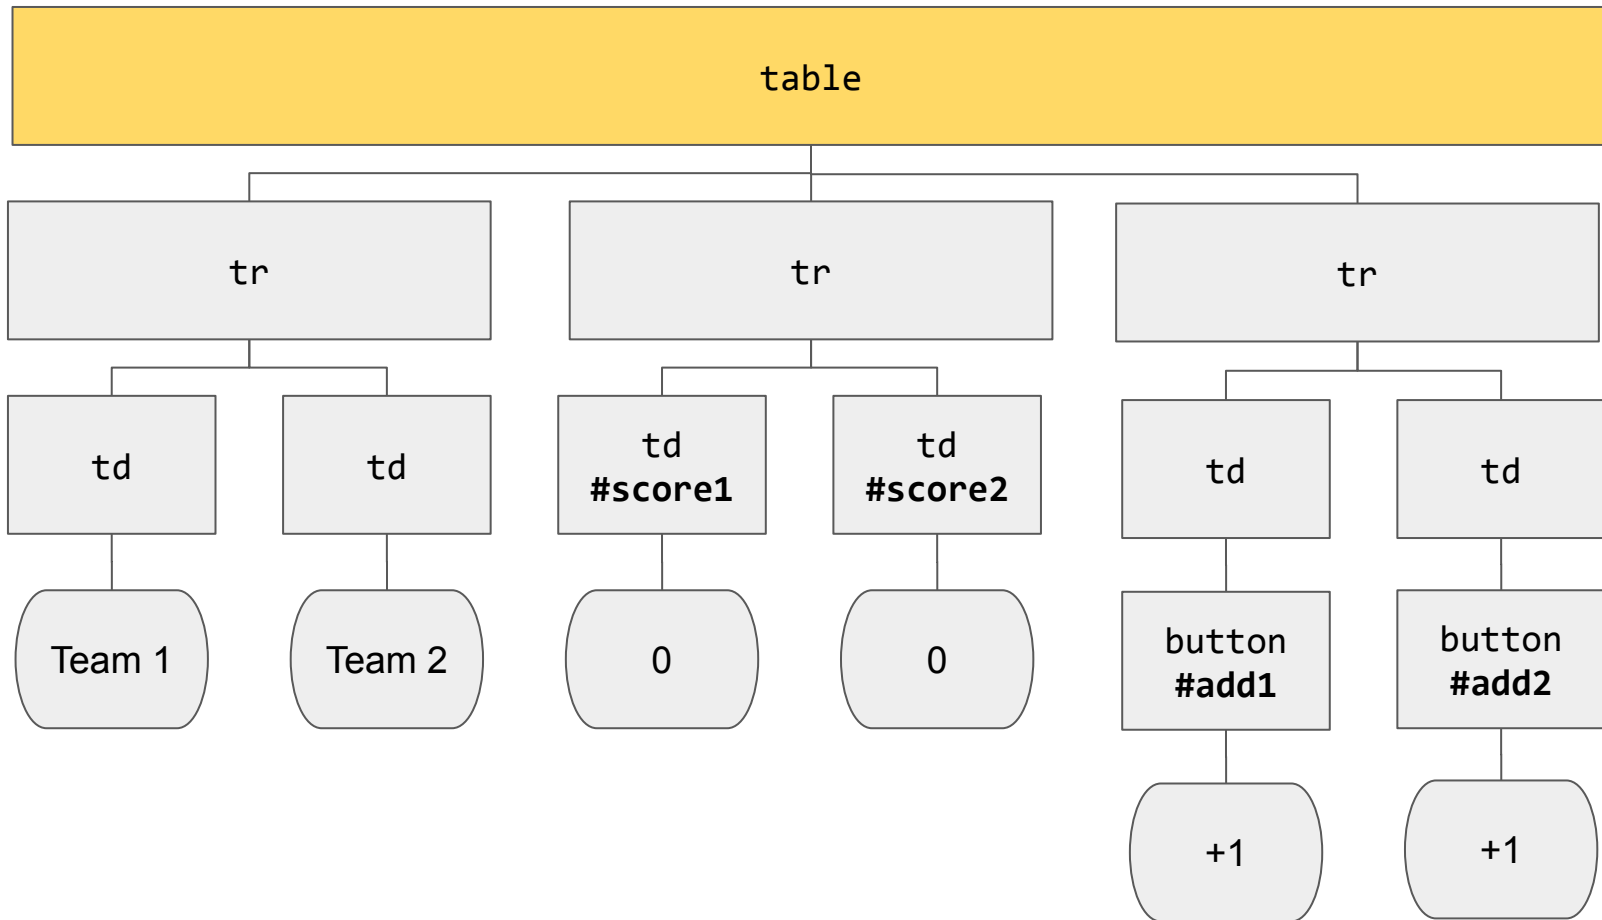 table
tr
tr
tr
td
td
td
#score1
td
#score2
td
td
Team 1
Team 2
0
0
button
#add1
button
#add2
+1
+1